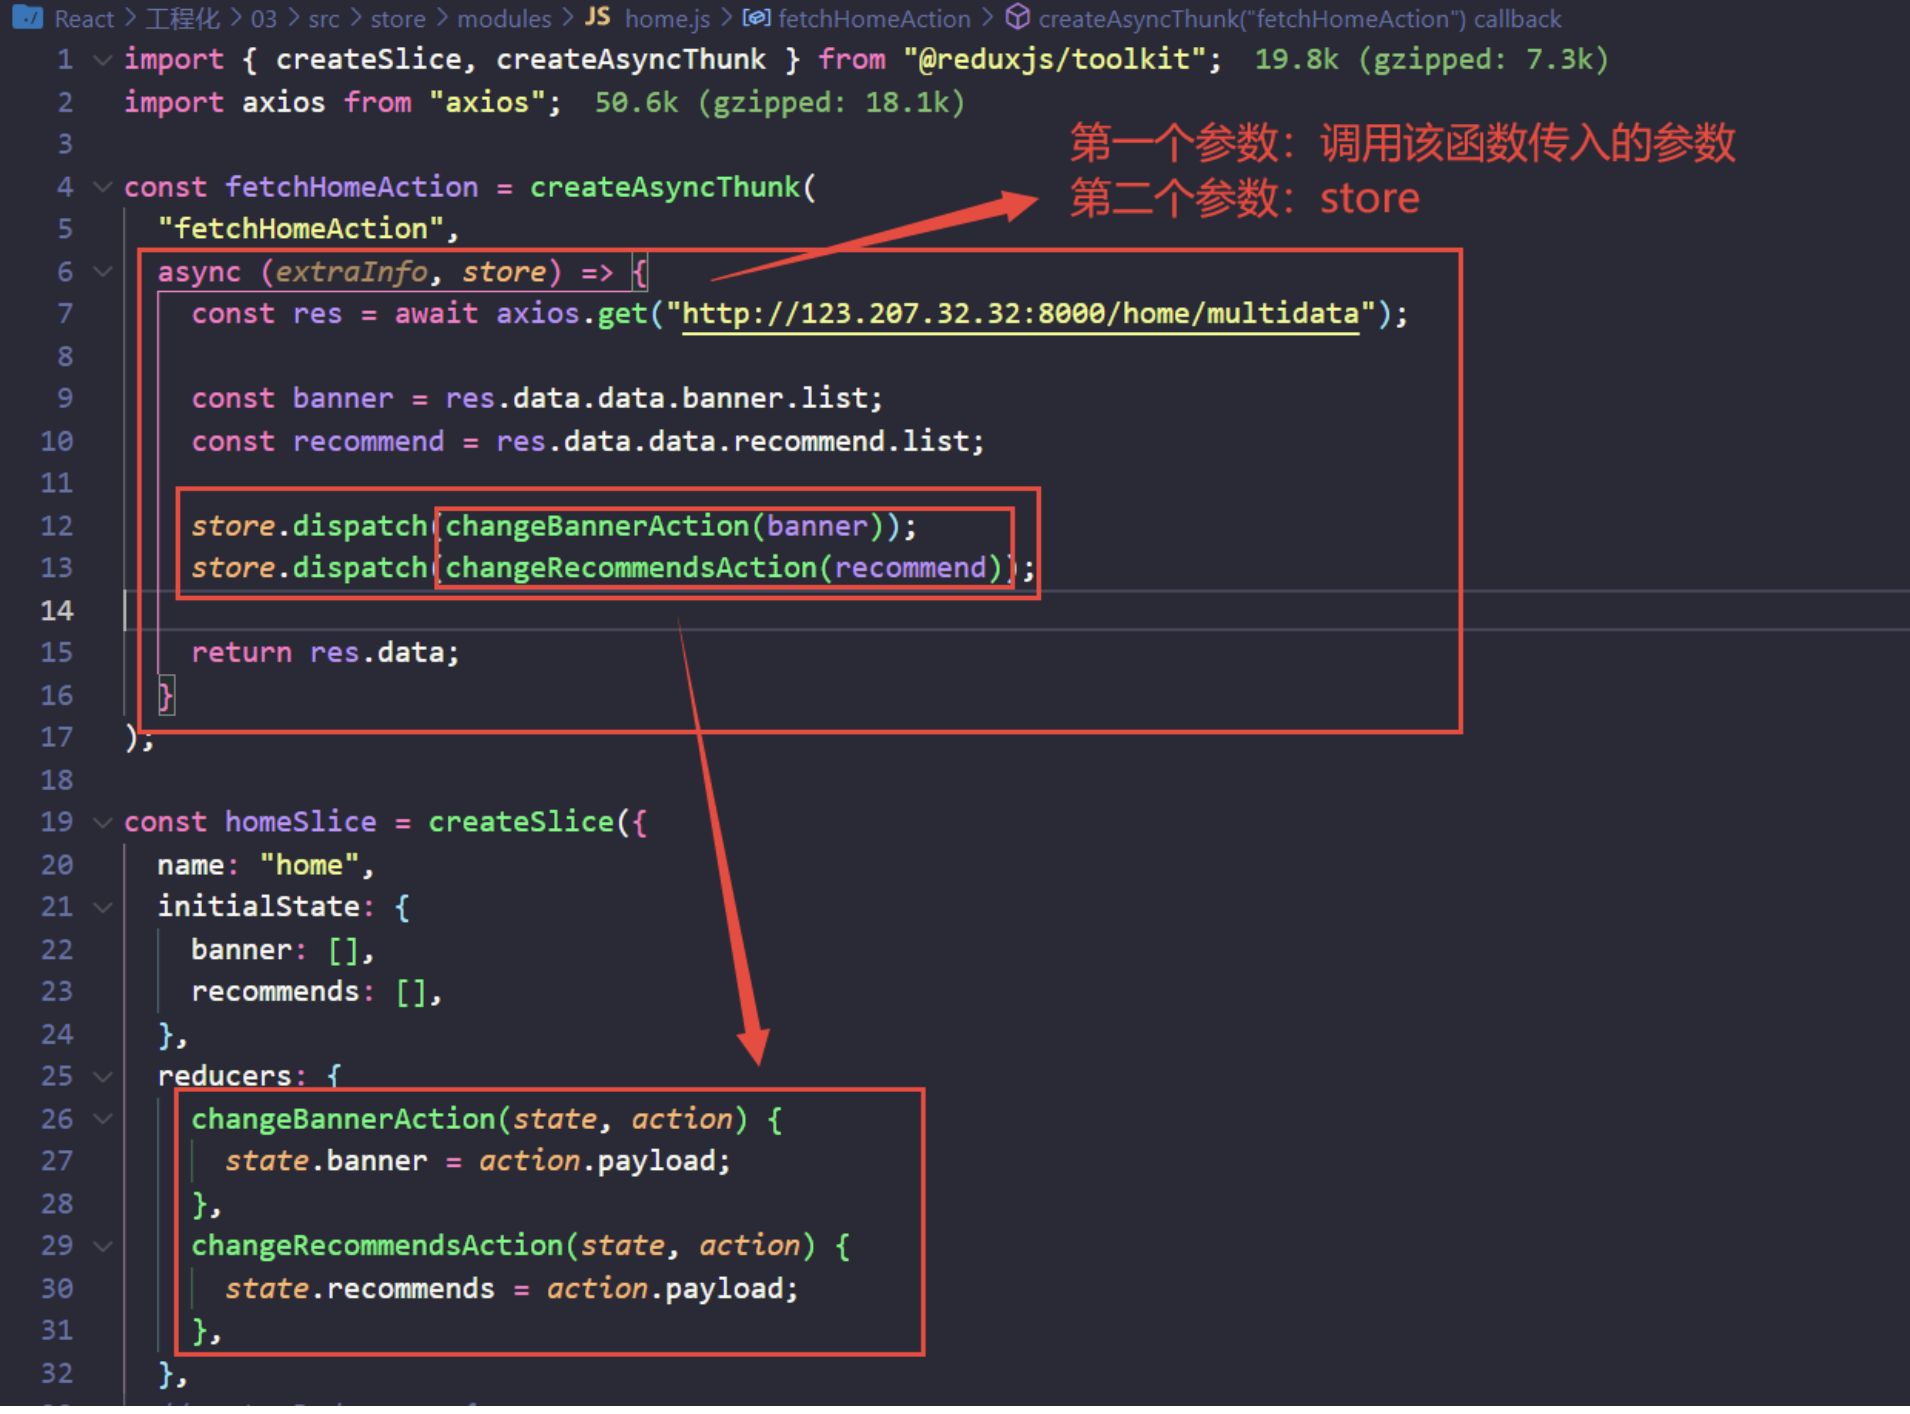 React > 工程化 > 03 > src > store > modules > JS home.js > fetchHomeAction > createAsyncThunk("fetchHomeAction") callback
1 import { createSlice, createAsyncThunk } from "@reduxjs/toolkit"; 19.8k (gzipped: 7.3k)
2 import axios from "axios"; 50.6k (gzipped: 18.1k)
3
第一个参数：调用该函数传入的参数
4 const fetchHomeAction = createAsyncThunk(
第二个参数：store
5 "fetchHomeAction",
6 async (extraInfo, store) => {
7 const res = await axios.get("http://123.207.32.32:8000/home/multidata");
8
9 const banner = res.data.data.banner.list;
10 const recommend = res.data.data.recommend.list;
11
12 store.dispatch(changeBannerAction(banner));
13 store.dispatch(changeRecommendsAction(recommend));
14
15 return res.data;
16 }
17 );
18
19 const homeSlice = createSlice({
20 name: "home",
21 initialState: {
22 banner: [],
23 recommends: [],
24 },
25 reducers: {
26 changeBannerAction(state, action) {
27 state.banner = action.payload;
28 },
29 changeRecommendsAction(state, action) {
30 state.recommends = action.payload;
31 },
32 },